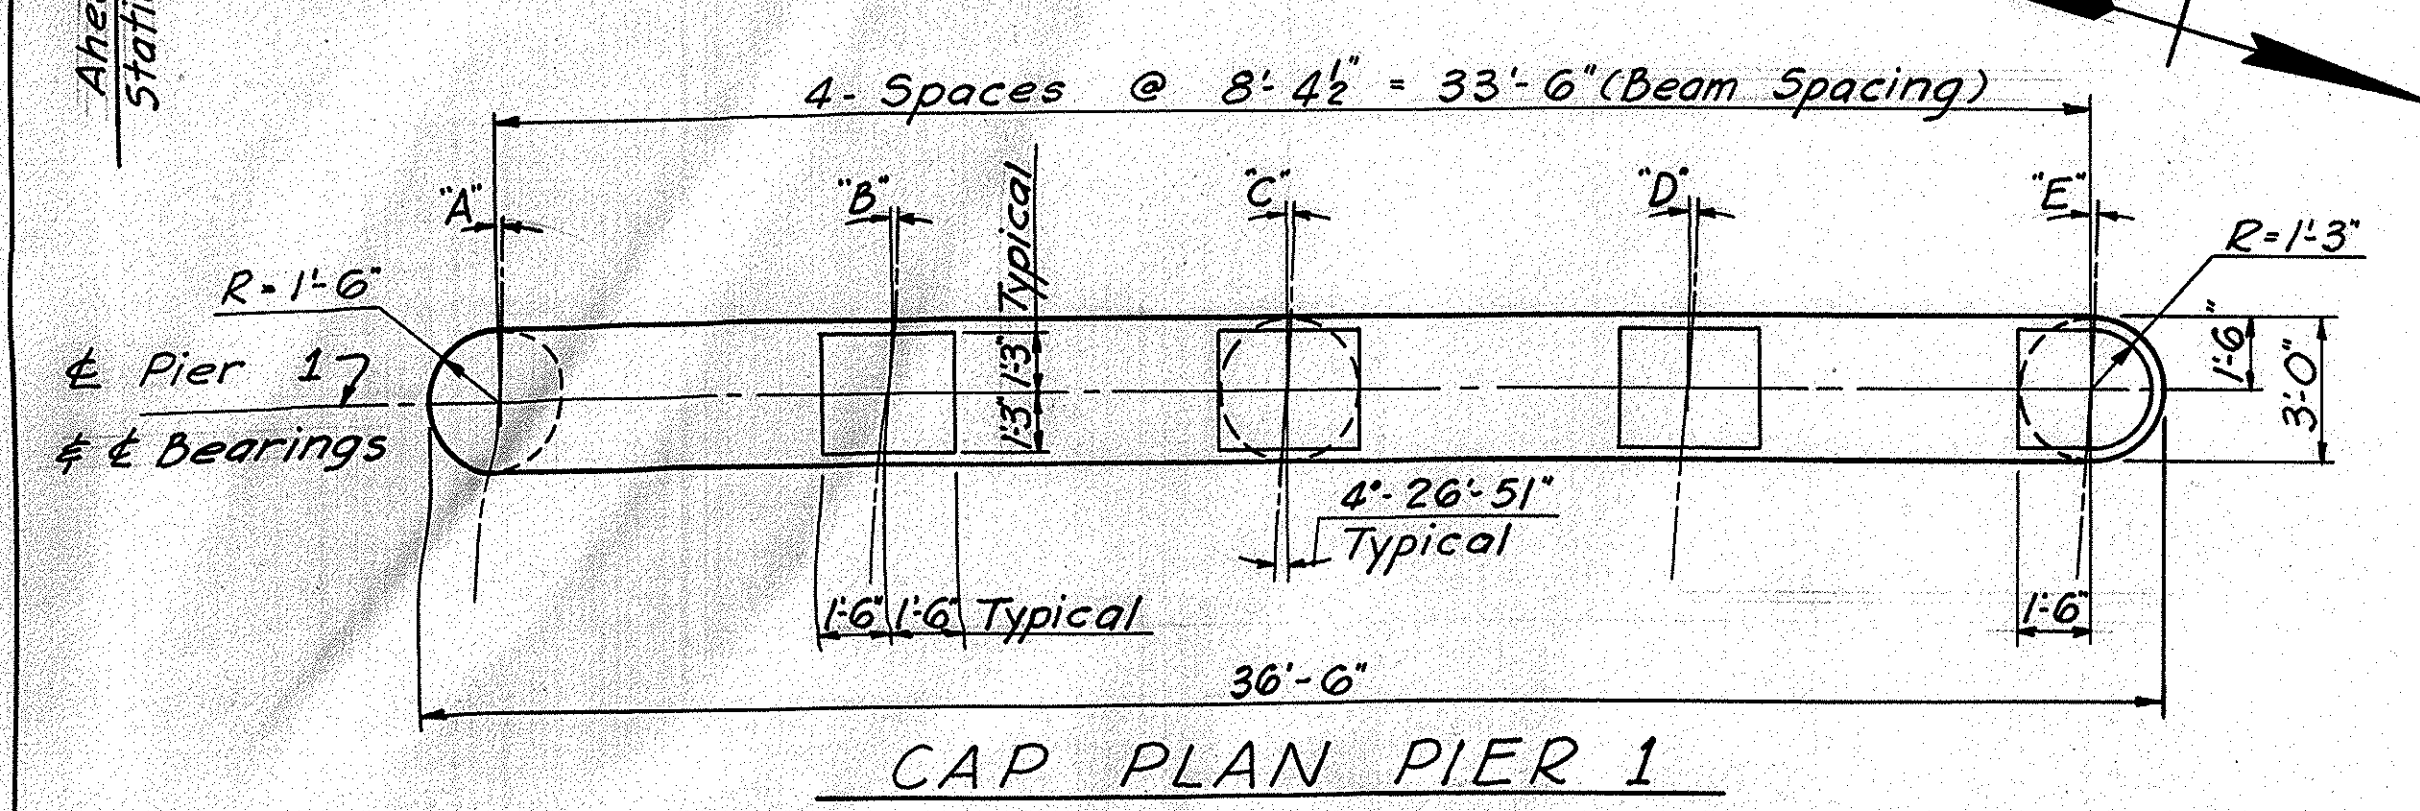 Ahe
Stati
4- Spaces @ 8'- 4½" = 33'- 6" (Beam Spacing)
"A"
"B"
"C"
"D"
"E"
R= 1'-6"
R=1'-3"
1'-3" 1'-3" Typical
℄ Pier 1
& ℄ Bearings
1'-6"
3'-0"
4°- 26'- 51"
Typical
1'-6" 1'-6" Typical
1'-6"
36'-6"
CAP PLAN PIER 1